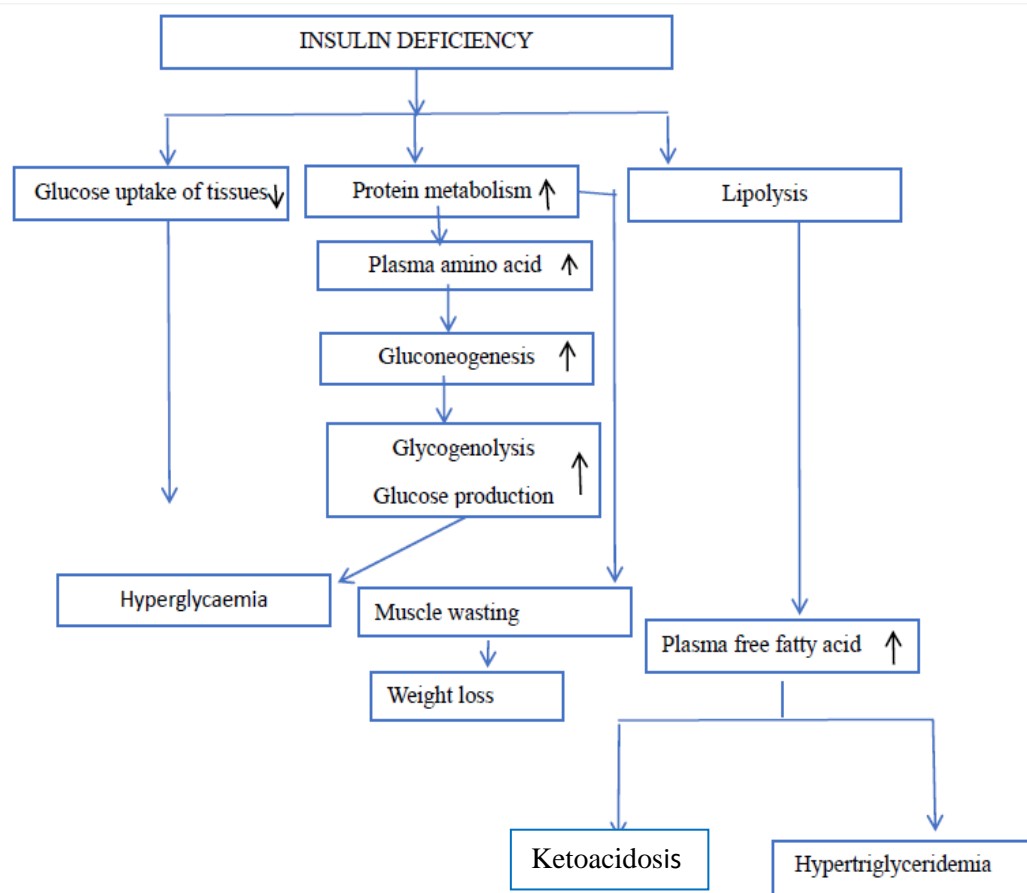 INSULIN DEFICIENCY
Glucose uptake of tissues
Protein metabolism
Lipolysis
Plasma amino acid
Gluconeogenesis
Glycogenolysis
Glucose production
Hyperglycaemia
Muscle wasting
Plasma free fatty acid
Weight loss
Ketoacidosis
Hypertriglyceridemia